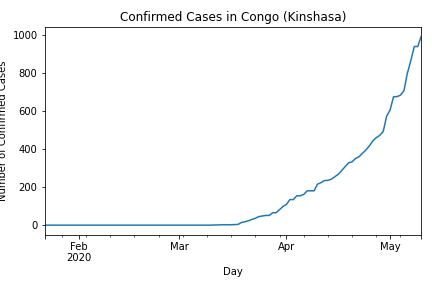 Confirmed Cases in Congo (Kinshasa)
Number of Confirmed Cases
1000
800
600
400
200
0
Feb
2020
Mar
Apr
May
Day